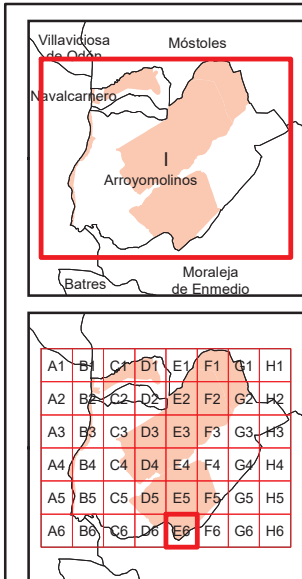 Villaviciosa
de Odón
Móstoles
Navalcarnero
I
Arroyomolinos
Batres
Moraleja
de Enmedio
A1 B1 C1 D1 E1 F1 G1 H1
A2 B2 C2 D2 E2 F2 G2 H2
A3 B3 C3 D3 E3 F3 G3 H3
A4 B4 C4 D4 E4 F4 G4 H4
A5 B5 C5 D5 E5 F5 G5 H5
A6 B6 C6 D6 E6 F6 G6 H6